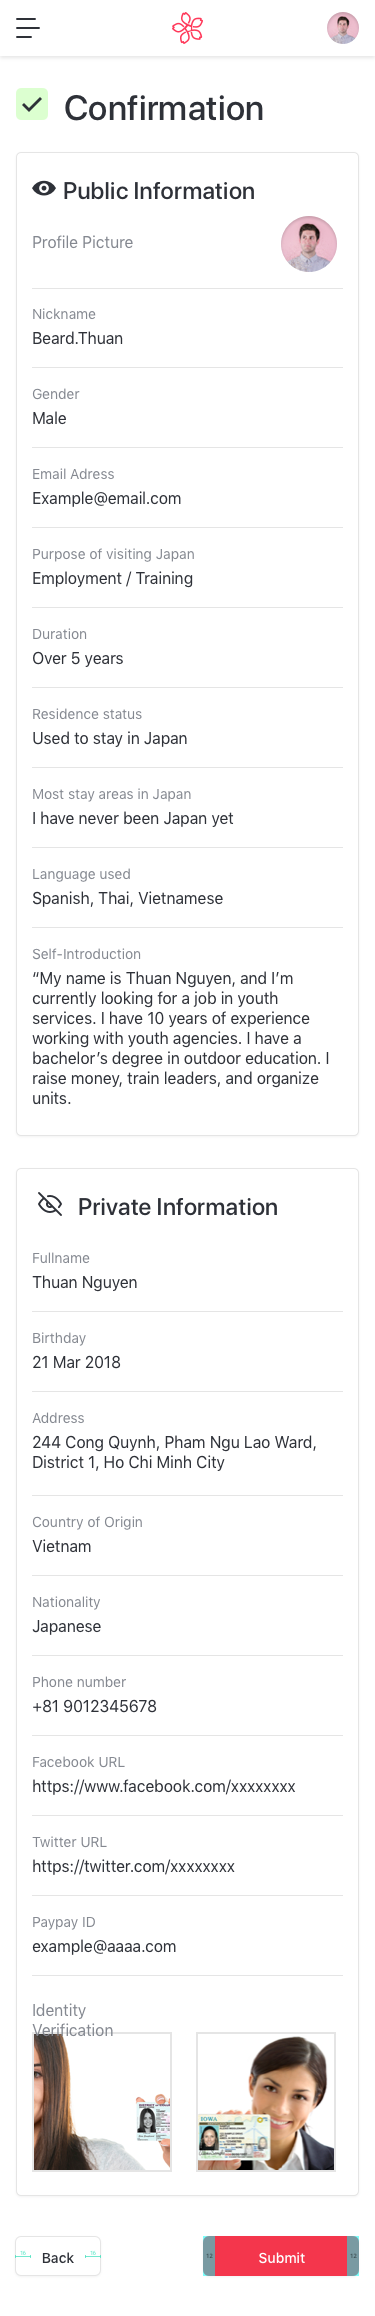 Confirmation
Public Information
Profile Picture
Nickname
Beard.Thuan
Gender
Male
Email Adress
Example@email.com
Purpose of visiting Japan
Employment / Training
Duration
Over 5 years
Residence status
Used to stay in Japan
Most stay areas in Japan
I have never been Japan yet
Language used
Spanish, Thai, Vietnamese
Self-Introduction
“My name is Thuan Nguyen, and I’m
currently looking for a job in youth
services. I have 10 years of experience
working with youth agencies. I have a
bachelor’s degree in outdoor education. I
raise money, train leaders, and organize
units.
Private Information
Fullname
Thuan Nguyen
Birthday
21 Mar 2018
Address
244 Cong Quynh, Pham Ngu Lao Ward,
District 1, Ho Chi Minh City
Country of Origin
Vietnam
Nationality
Japanese
Phone number
+81 9012345678
Facebook URL
https://www.facebook.com/xxxxxxxx
Twitter URL
https://twitter.com/xxxxxxxx
Paypay ID
example@aaaa.com
Identity
Verification
IOWA
16 Back 16
12 Submit 12